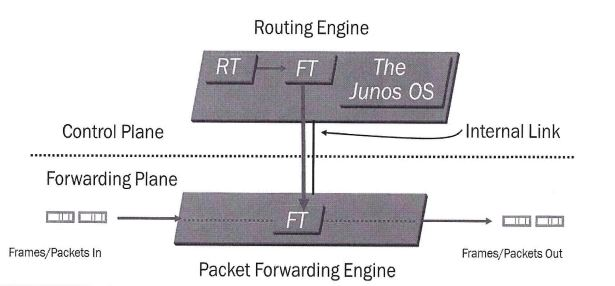 Routing Engine
RT
FT
The
Junos OS
Control Plane
Internal Link
Forwarding Plane
FT
Frames/Packets In
Frames/Packets Out
Packet Forwarding Engine